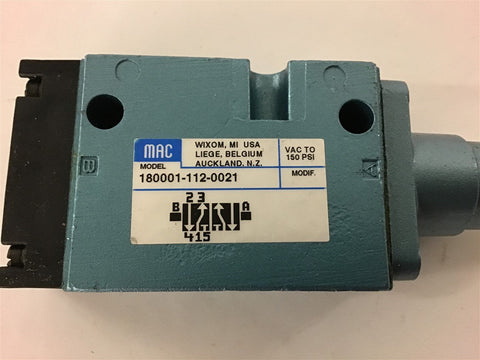 MAC
WIXOM, MI USA
LIEGE, BELGIUM
AUCKLAND, N.Z.
VAC TO
150 PSI
MODEL
180001-112-0021
MODIF.
2 3
B A
4 1 5
B
A